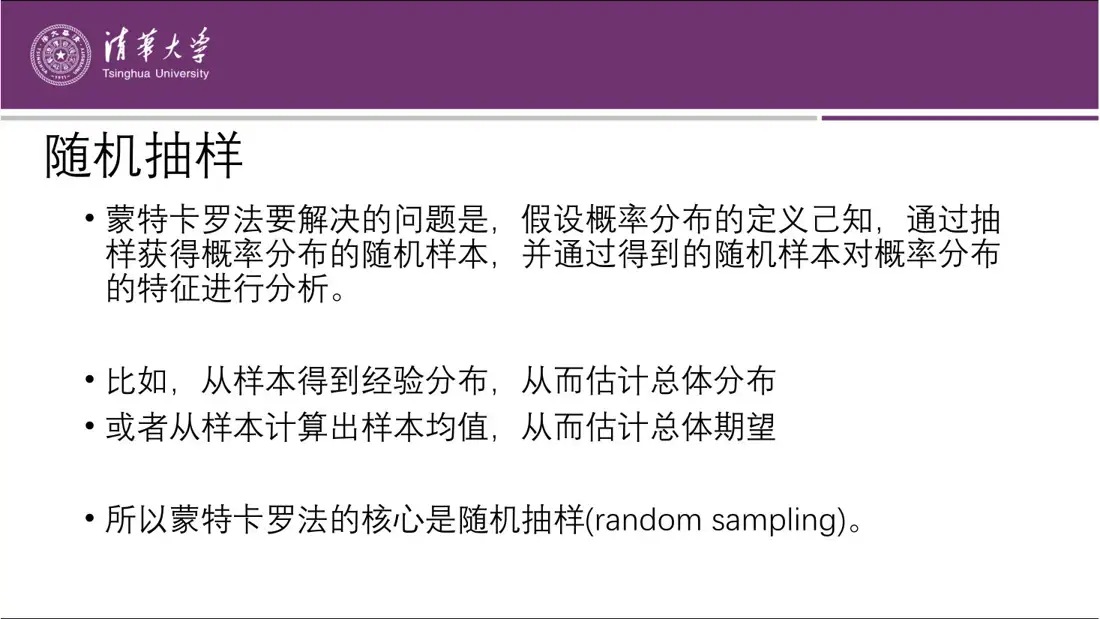 清华大学
Tsinghua University
随机抽样
• 蒙特卡罗法要解决的问题是，假设概率分布的定义己知，通过抽
样获得概率分布的随机样本，并通过得到的随机样本对概率分布
的特征进行分析。
• 比如，从样本得到经验分布，从而估计总体分布
• 或者从样本计算出样本均值，从而估计总体期望
• 所以蒙特卡罗法的核心是随机抽样(random sampling)。